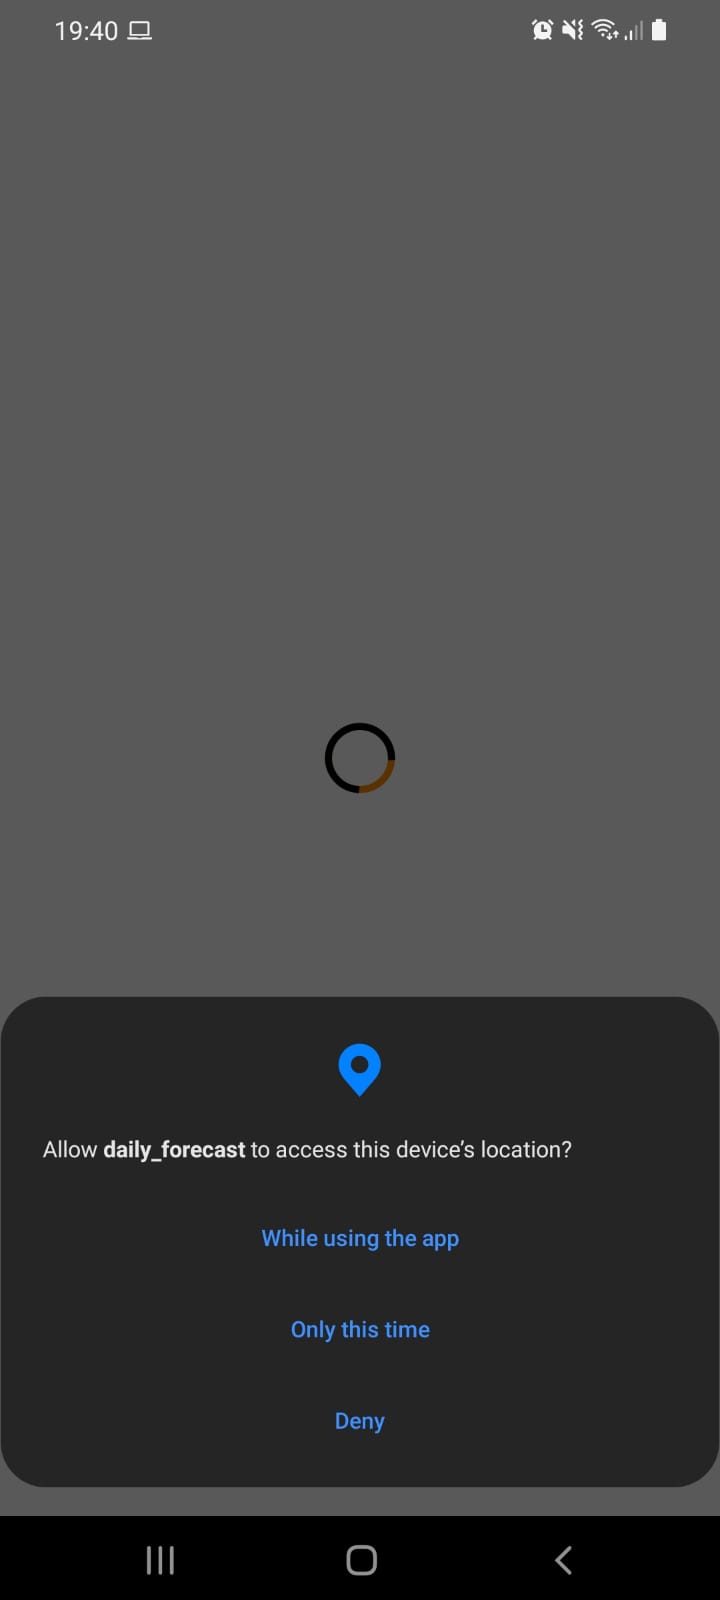 19:40
Allow daily_forecast to access this device’s location?
While using the app
Only this time
Deny